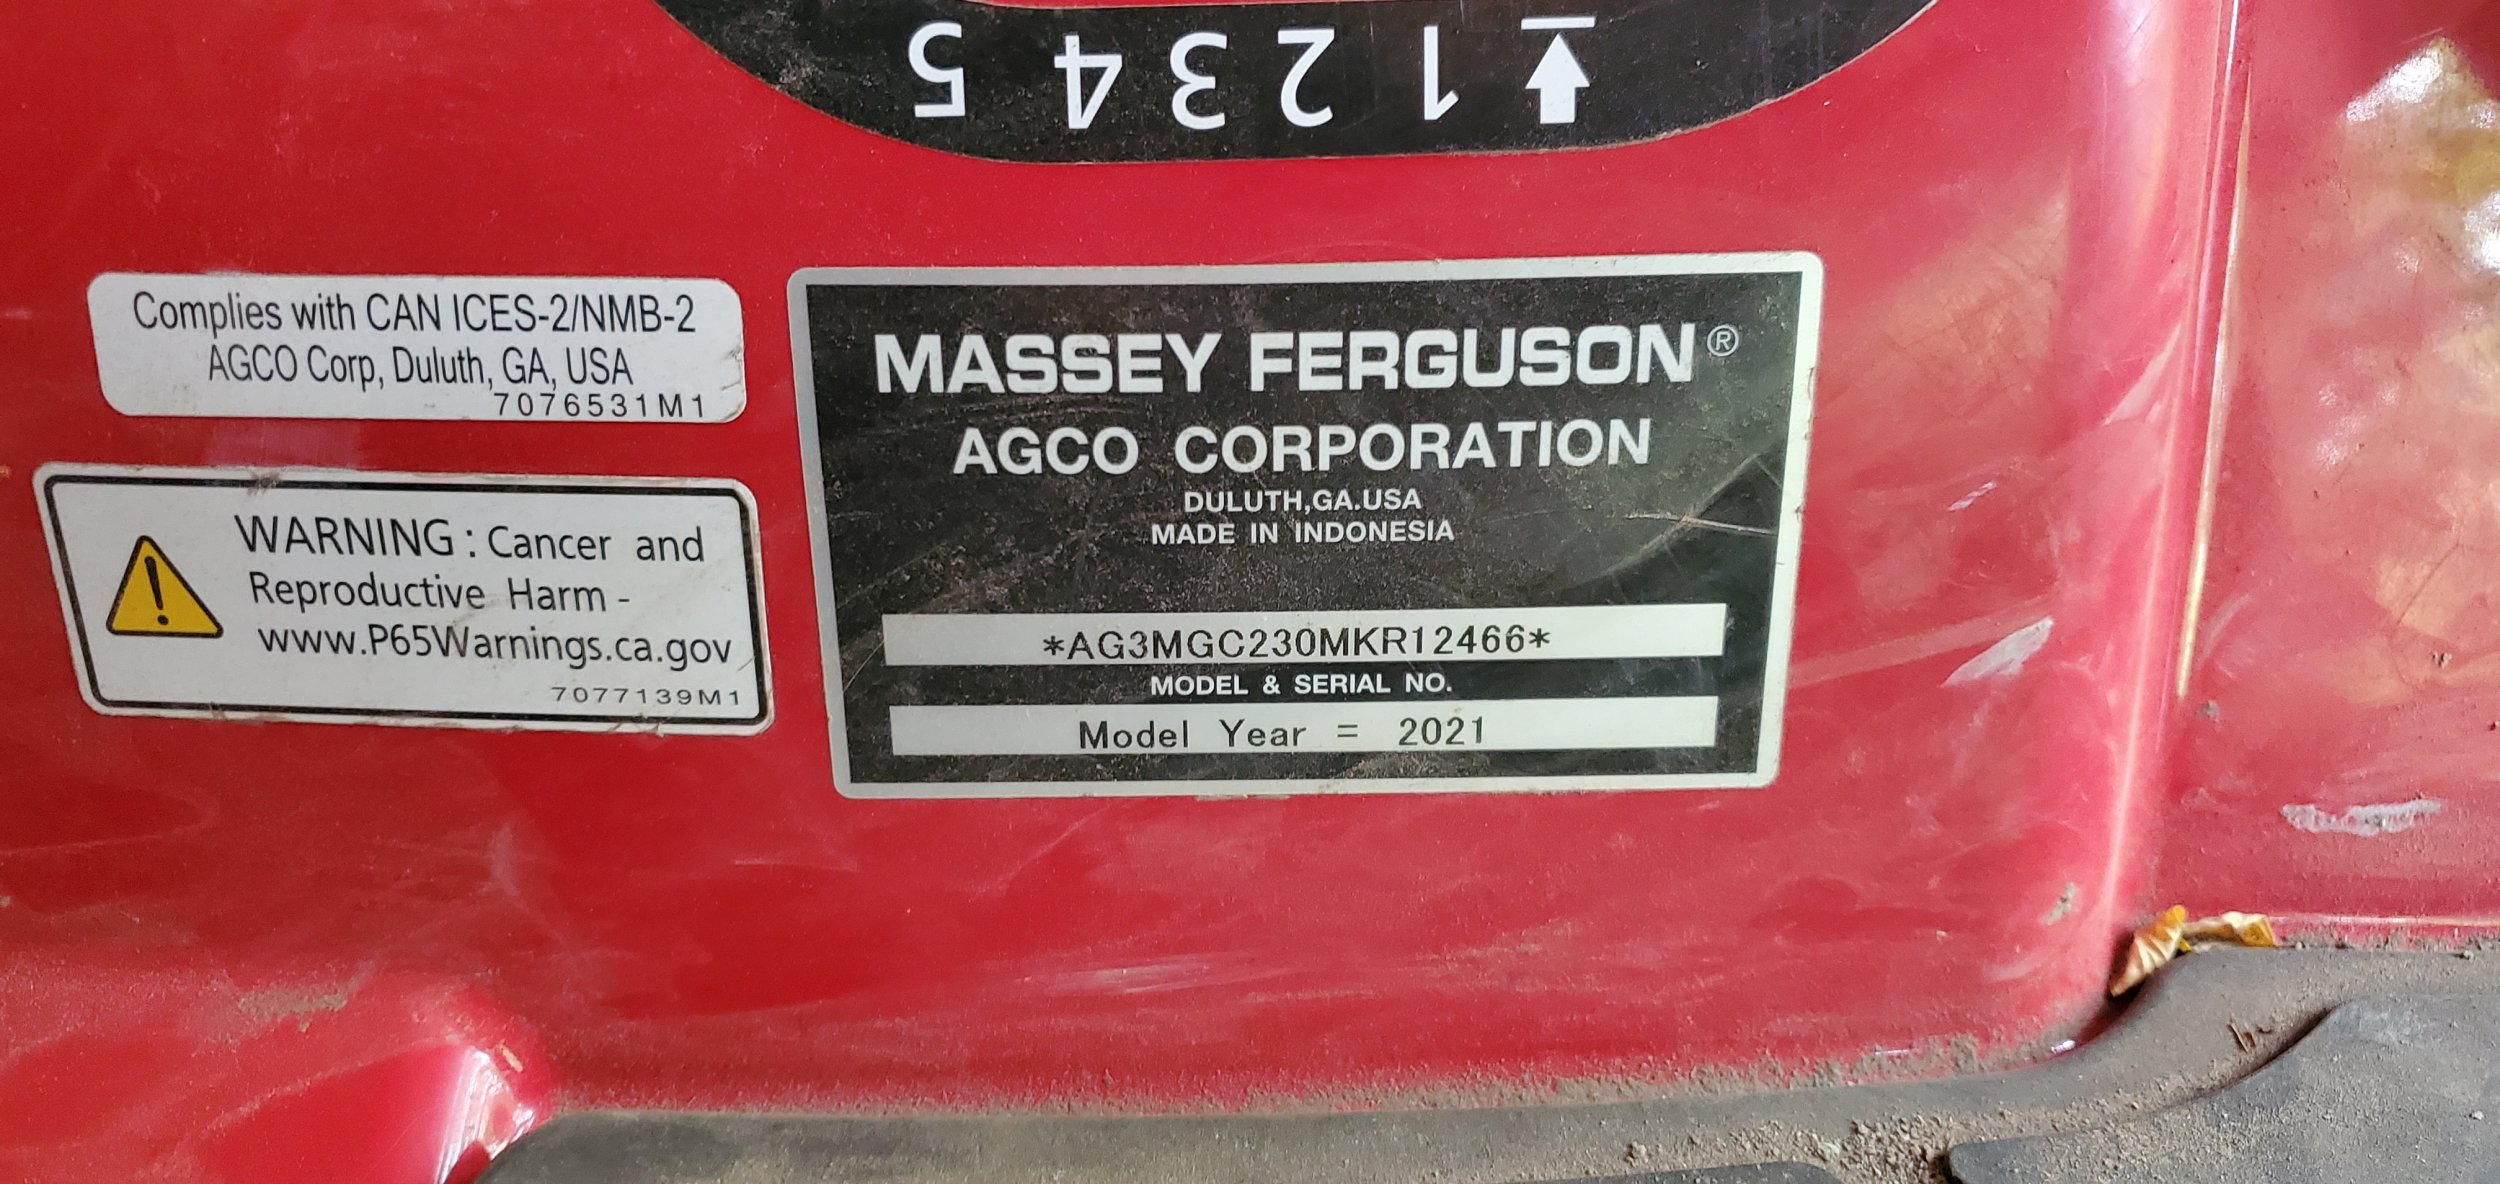 1 2 3 4 5
Complies with CAN ICES-2/NMB-2
AGCO Corp, Duluth, GA, USA
7076531M1
WARNING : Cancer and
Reproductive Harm -
www.P65Warnings.ca.gov
7077139M1
MASSEY FERGUSON®
AGCO CORPORATION
DULUTH,GA.USA
MADE IN INDONESIA
*AG3MGC230MKR12466*
MODEL & SERIAL NO.
Model Year = 2021